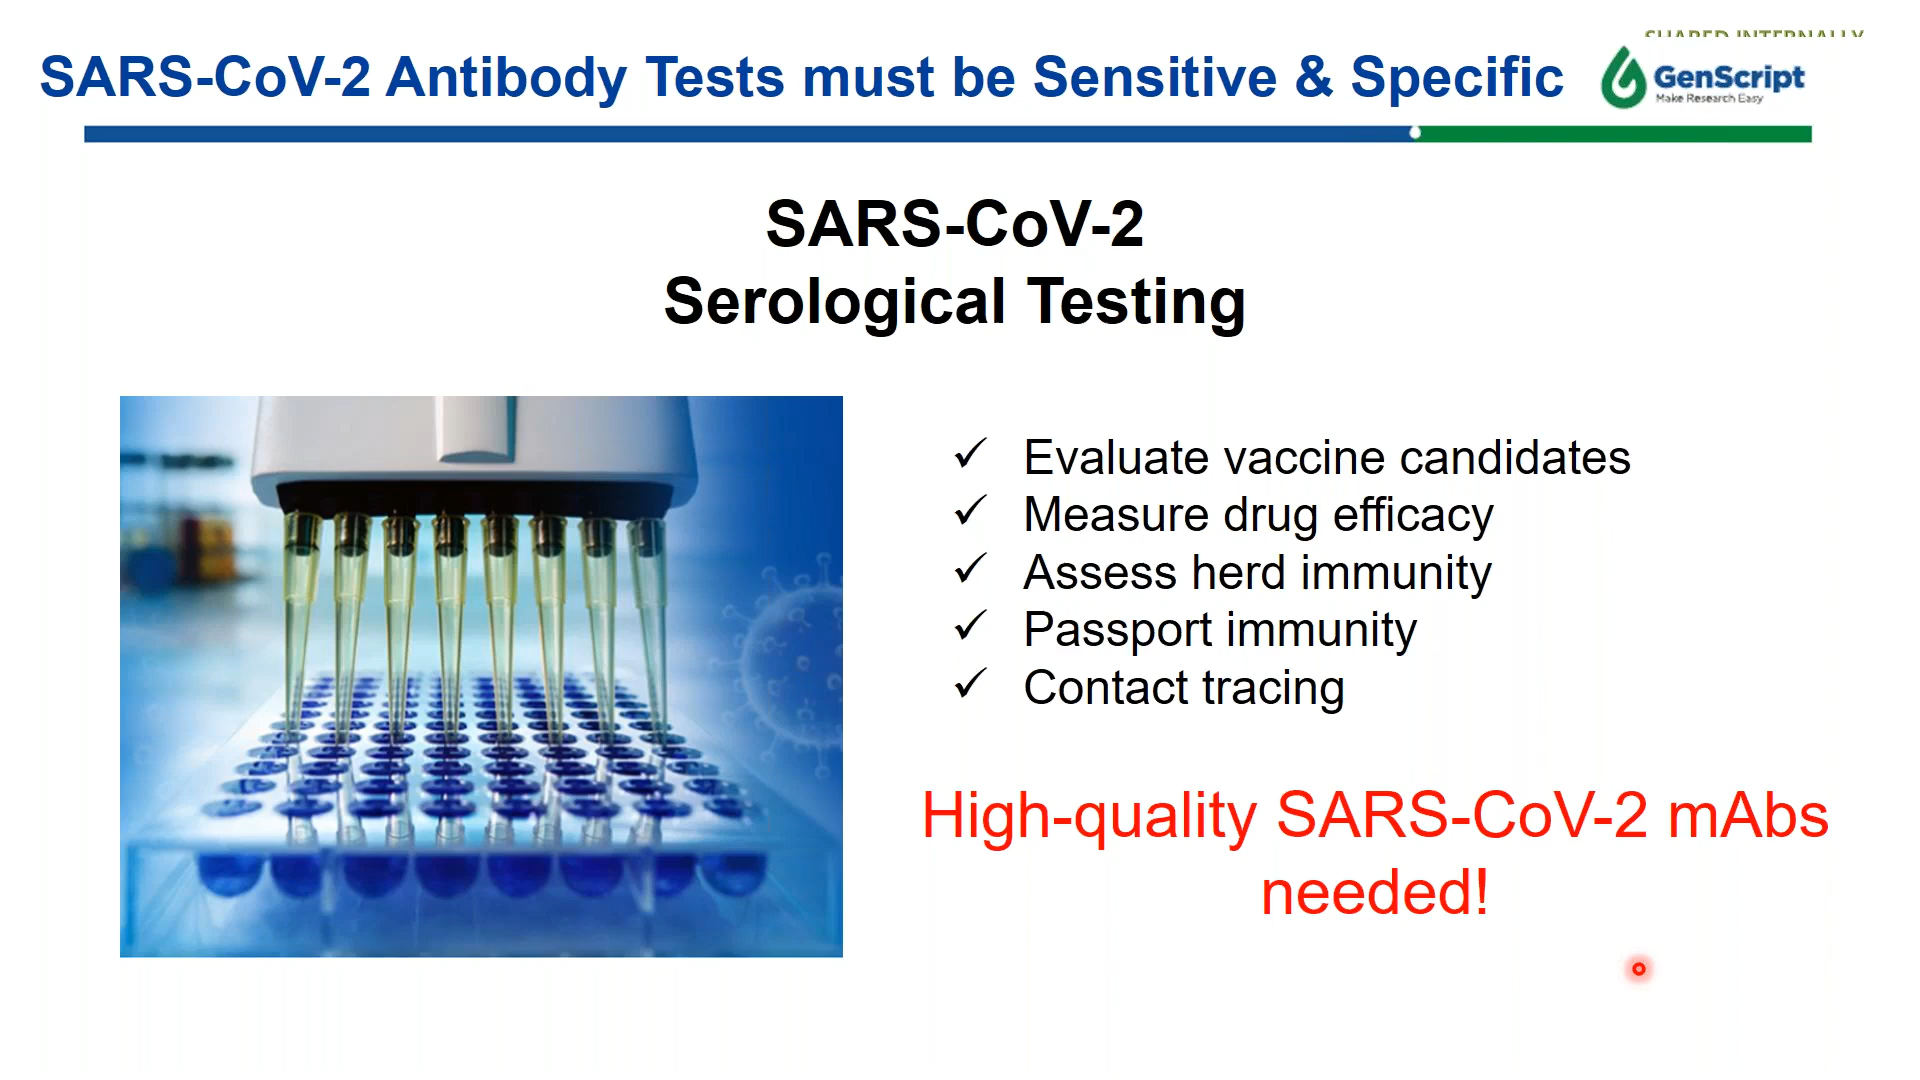 SHARED INTERNALLY
SARS-CoV-2 Antibody Tests must be Sensitive & Specific
GenScript
Make Research Easy
SARS-CoV-2
Serological Testing
✓ Evaluate vaccine candidates
✓ Measure drug efficacy
✓ Assess herd immunity
✓ Passport immunity
✓ Contact tracing
High-quality SARS-CoV-2 mAbs
needed!